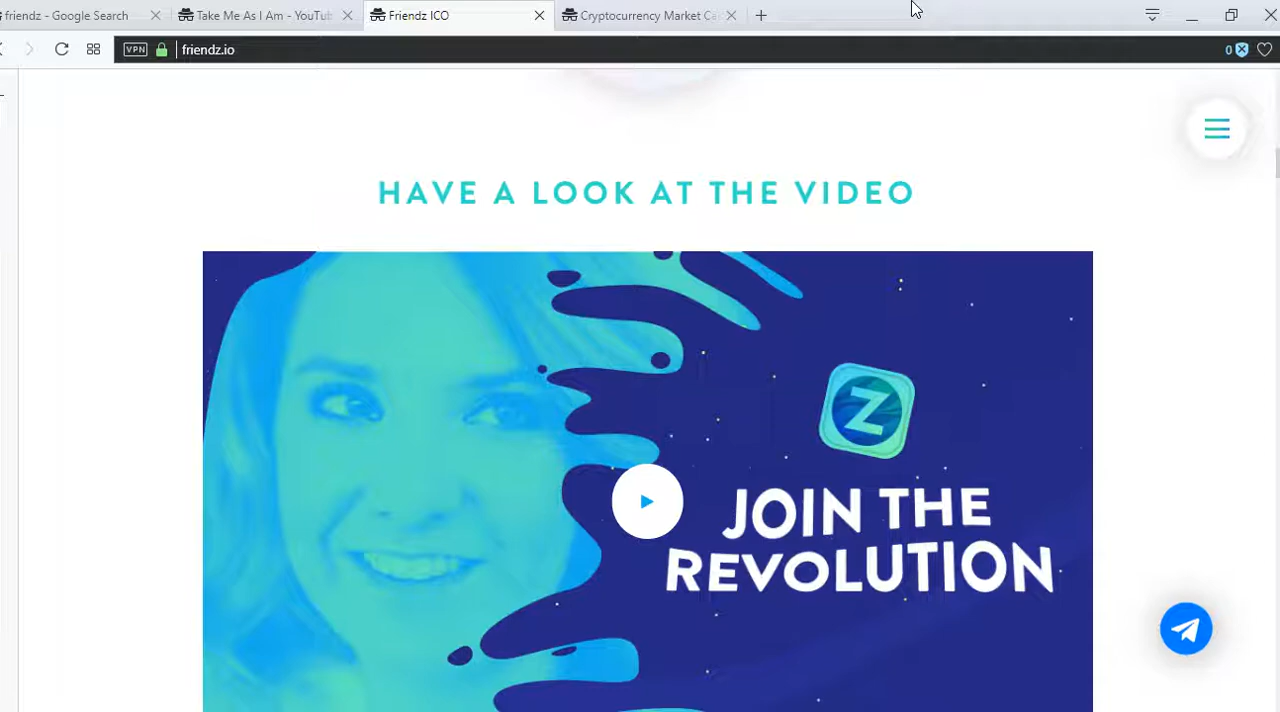 friendz - Google Search
Take Me As I Am - YouTub
Friendz ICO
Cryptocurrency Market Ca
VPN
friendz.io
0
HAVE A LOOK AT THE VIDEO
Z
JOIN THE
REVOLUTION